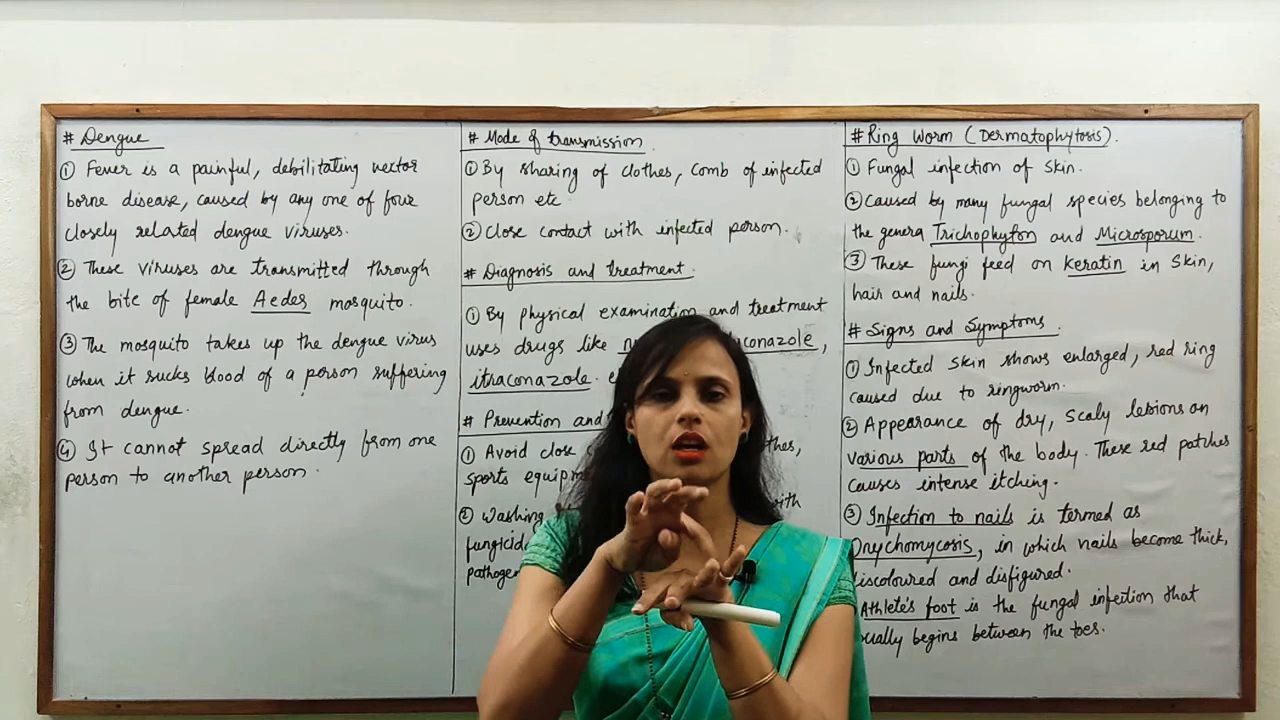 # Dengue
① Fever is a painful, debilitating vector
borne disease, caused by any one of four
closely related dengue viruses.
② These viruses are transmitted through
the bite of female Aedes mosquito.
③ The mosquito takes up the dengue virus
when it sucks blood of a person suffering
from dengue.
④ It cannot spread directly from one
person to another person.
# Mode of transmission
① By sharing of clothes, comb of infected
person etc
② Close contact with infected person.
# Diagnosis and treatment.
① By physical examination and treatment
uses drugs like
itraconazole.
# Prevention and
① Avoid close
sports
② Washing with
# Ring Worm (Dermatophytosis).
① Fungal infection of skin.
② Caused by many fungal species belonging to
the genera Trichophyton and Microsporum.
③ These fungi feed on Keratin in skin,
hair and nails.
# Signs and Symptoms.
① Infected skin shows enlarged, red ring
caused due to ringworm.
② Appearance of dry, scaly lesions on
various parts of the body. These red patches
causes intense itching.
③ Infection to nails is termed as
Onychomycosis, in which nails become thick,
discoloured and disfigured.
Athlete's foot is the fungal infection that
begins between the toes.